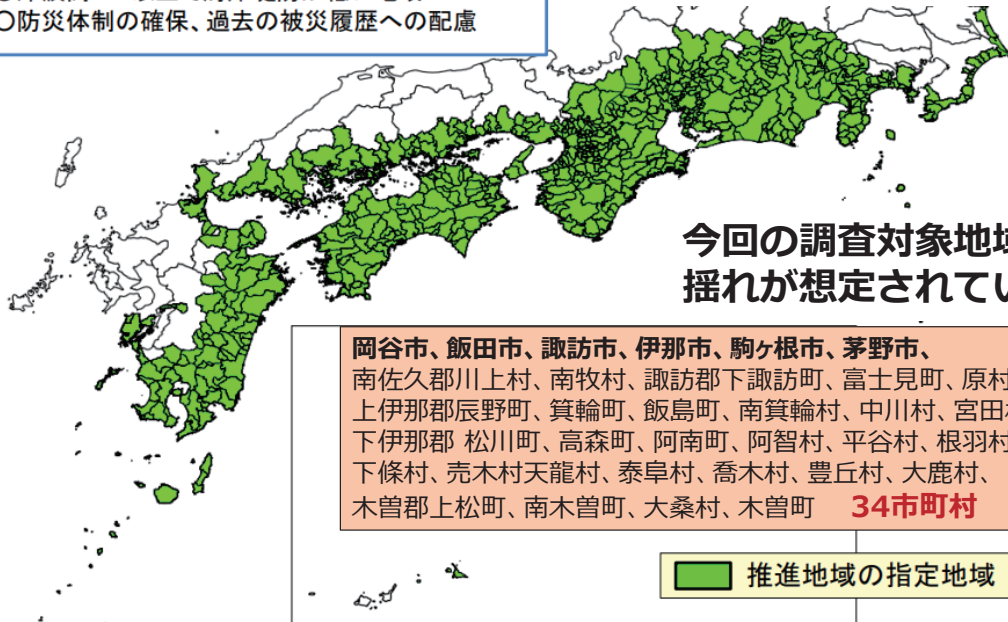 ○防災体制の確保、過去の被災履歴への配慮
今回の調査対象地域
揺れが想定されてい
岡谷市、飯田市、諏訪市、伊那市、駒ヶ根市、茅野市、
南佐久郡川上村、南牧村、諏訪郡下諏訪町、富士見町、原村
上伊那郡辰野町、箕輪町、飯島町、南箕輪村、中川村、宮田
下伊那郡 松川町、高森町、阿南町、阿智村、平谷村、根羽村
下條村、売木村天龍村、泰阜村、喬木村、豊丘村、大鹿村、
木曽郡上松町、南木曽町、大桑村、木曽町 34市町村
推進地域の指定地域